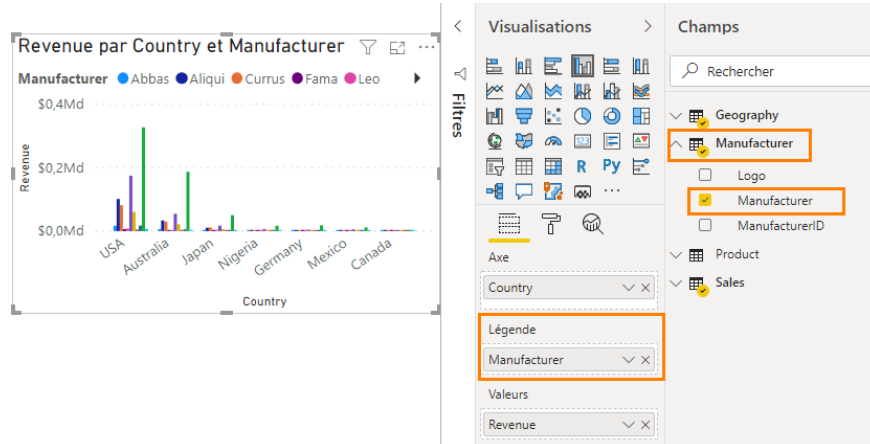 Revenue par Country et Manufacturer
Manufacturer Abbas Aliqui Currus Fama Leo
$0,4Md
$0,2Md
$0,0Md
Revenue
USA
Australia
Japan
Nigeria
Germany
Mexico
Canada
Country
Filtres
Visualisations
123
R Py
Axe
Country
Légende
Manufacturer
Valeurs
Revenue
Champs
Rechercher
Geography
Manufacturer
Logo
Manufacturer
ManufacturerID
Product
Sales